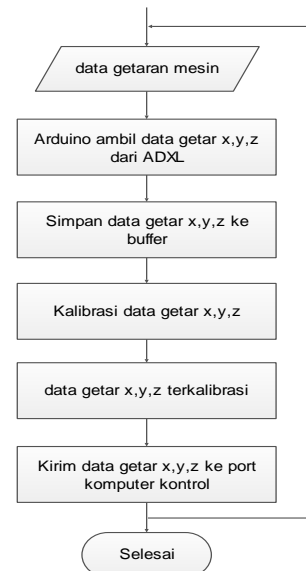 data getaran mesin
Arduino ambil data getar x,y,z
dari ADXL
Simpan data getar x,y,z ke
buffer
Kalibrasi data getar x,y,z
data getar x,y,z terkalibrasi
Kirim data getar x,y,z ke port
komputer kontrol
Selesai